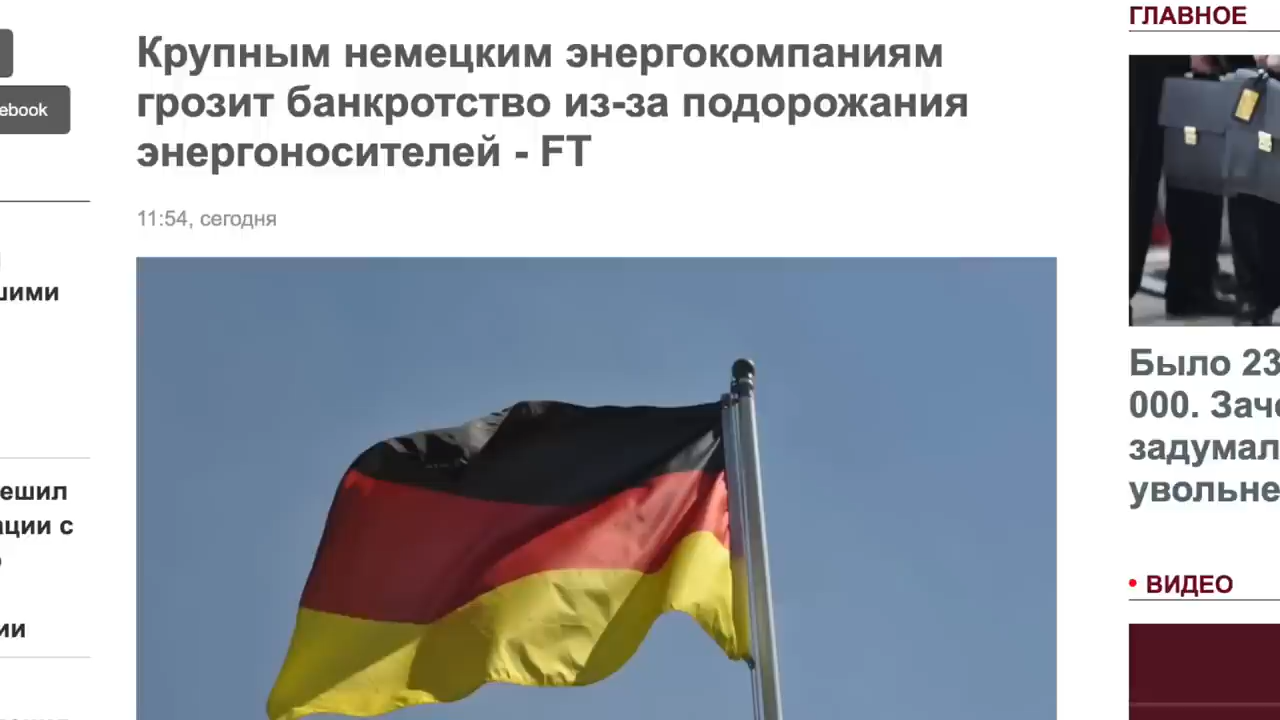 Крупным немецким энергокомпаниям
грозит банкротство из-за подорожания
энергоносителей - FT
11:54, сегодня
ebook
шими
ешил
ации с
ии
ГЛАВНОЕ
Было 23
000. Зач
задумал
увольне
• ВИДЕО